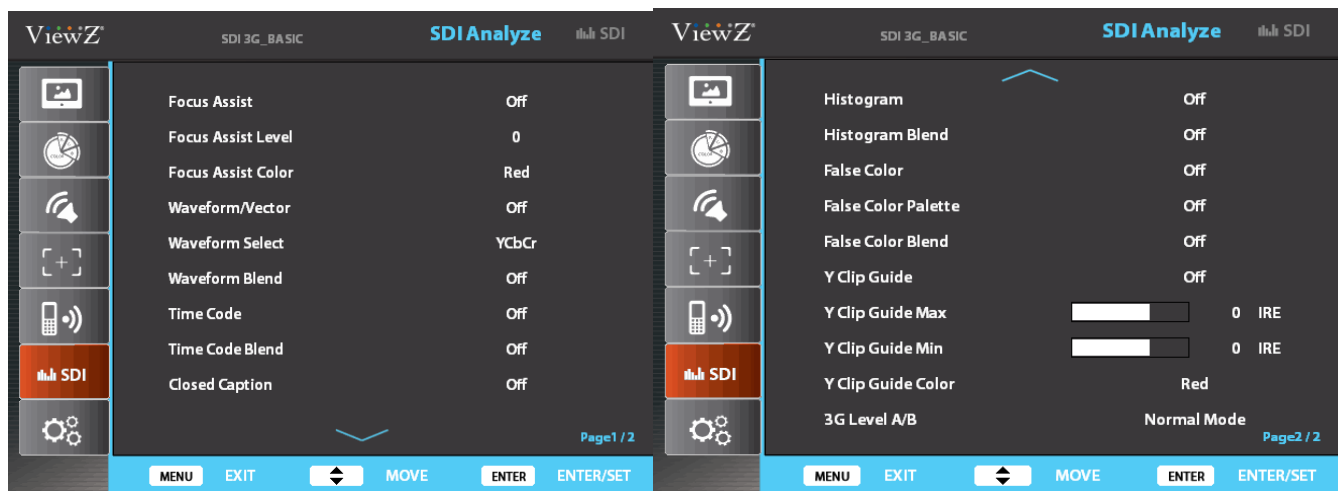 ViewZ SDI 3G_BASIC SDI Analyze SDI
Focus Assist Off
Focus Assist Level 0
COLOR
Focus Assist Color Red
Waveform/Vector Off
Waveform Select YCbCr
Waveform Blend Off
Time Code Off
Time Code Blend Off
SDI
Closed Caption Off
Page1 / 2
MENU EXIT MOVE ENTER ENTER/SET
ViewZ SDI 3G_BASIC SDI Analyze SDI
Histogram Off
Histogram Blend Off
COLOR
False Color Off
False Color Palette Off
False Color Blend Off
Y Clip Guide Off
Y Clip Guide Max 0 IRE
Y Clip Guide Min 0 IRE
SDI
Y Clip Guide Color Red
3G Level A/B Normal Mode
Page2 / 2
MENU EXIT MOVE ENTER ENTER/SET